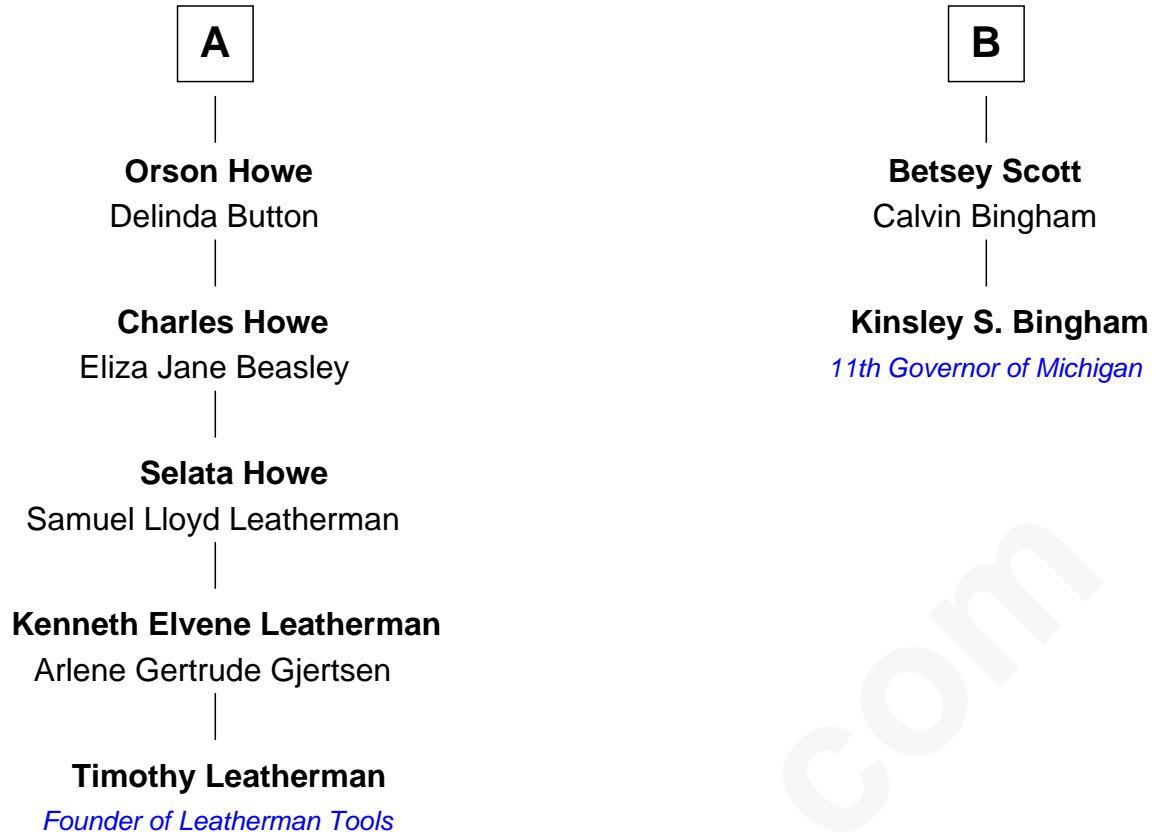 A
Orson Howe
Delinda Button
Charles Howe
Eliza Jane Beasley
Selata Howe
Samuel Lloyd Leatherman
Kenneth Elvene Leatherman
Arlene Gertrude Gjertsen
Timothy Leatherman
Founder of Leatherman Tools
B
Betsey Scott
Calvin Bingham
Kinsley S. Bingham
11th Governor of Michigan
com